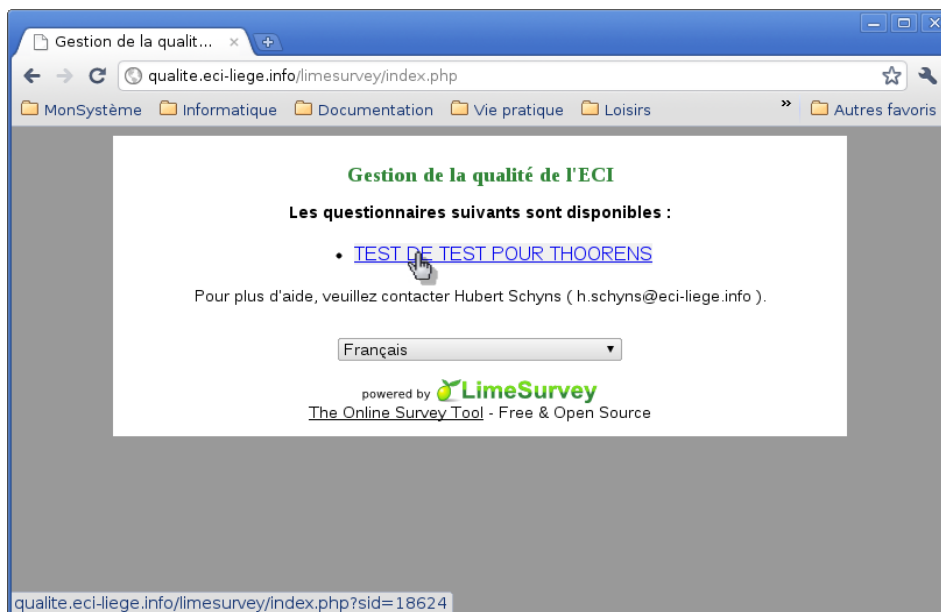 Gestion de la qualit...
qualite.eci-liege.info/limesurvey/index.php
MonSystème Informatique Documentation Vie pratique Loisirs » Autres favoris
Gestion de la qualité de l'ECI
Les questionnaires suivants sont disponibles :
• TEST DE TEST POUR THOORENS
Pour plus d'aide, veuillez contacter Hubert Schyns ( h.schyns@eci-liege.info ).
Français
powered by LimeSurvey
The Online Survey Tool - Free & Open Source
qualite.eci-liege.info/limesurvey/index.php?sid=18624